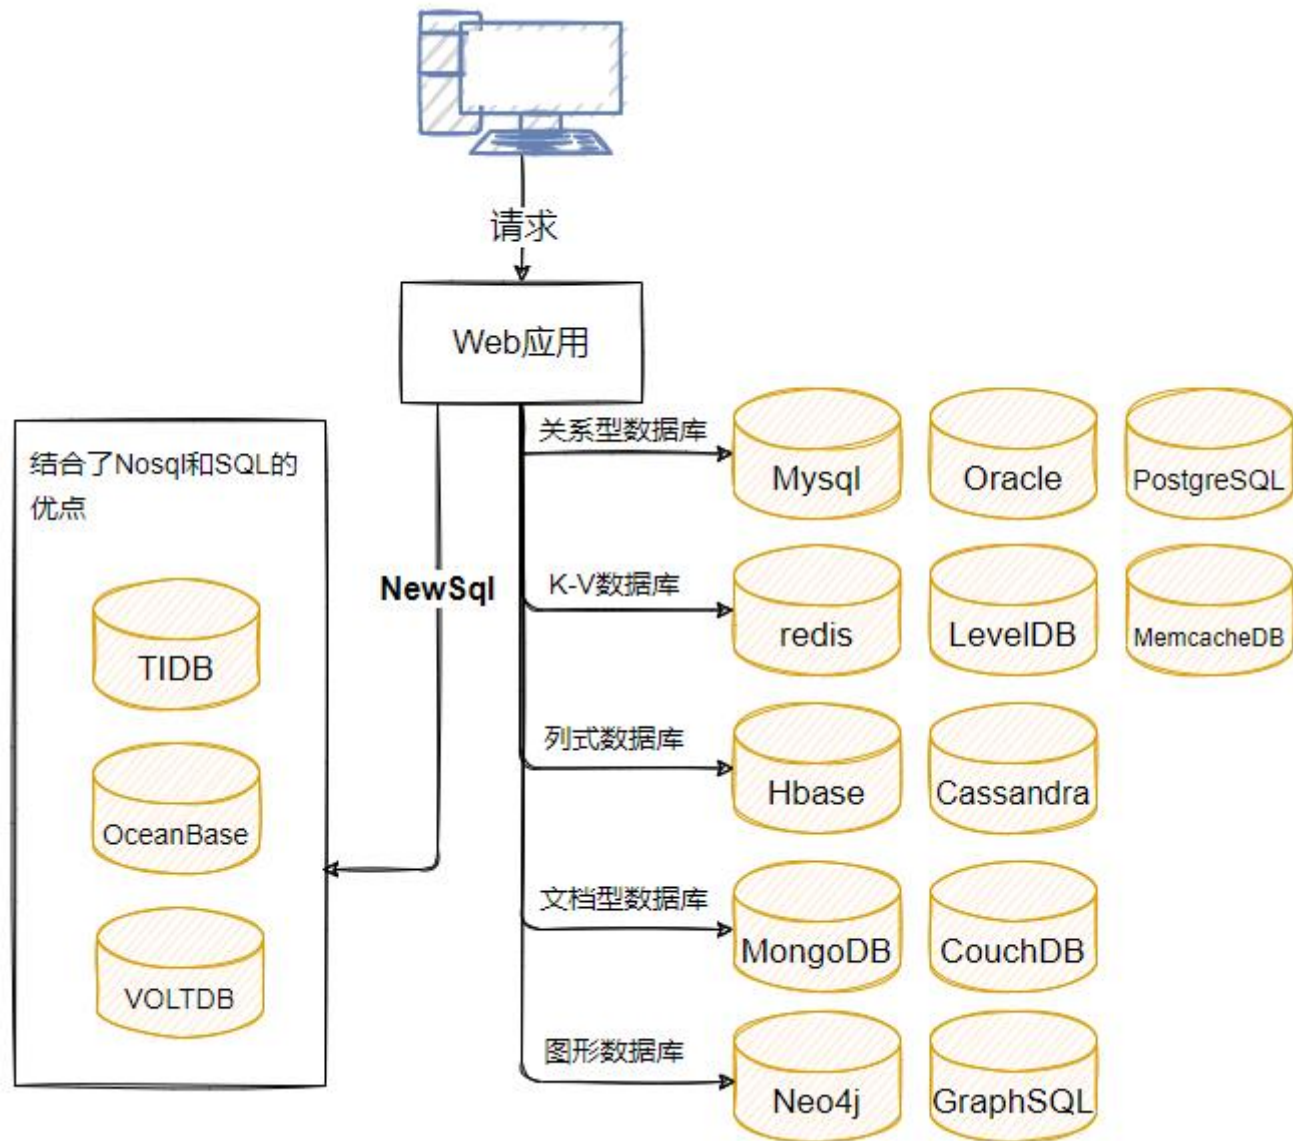 请求
Web应用
关系型数据库
Mysql
Oracle
PostgreSQL
结合了Nosql和SQL的
优点
NewSql
K-V数据库
redis
LevelDB
MemcacheDB
TIDB
列式数据库
Hbase
Cassandra
OceanBase
文档型数据库
MongoDB
CouchDB
VOLTDB
图形数据库
Neo4j
GraphSQL